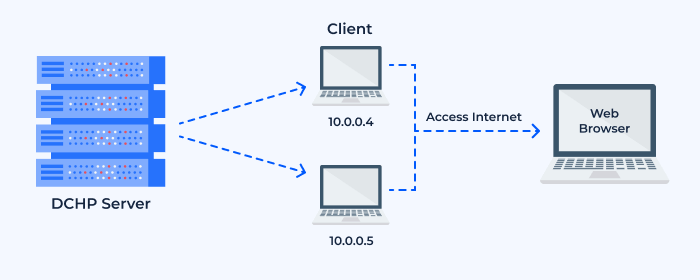 Client
10.0.0.4
Access Internet
Web
Browser
DCHP Server
10.0.0.5